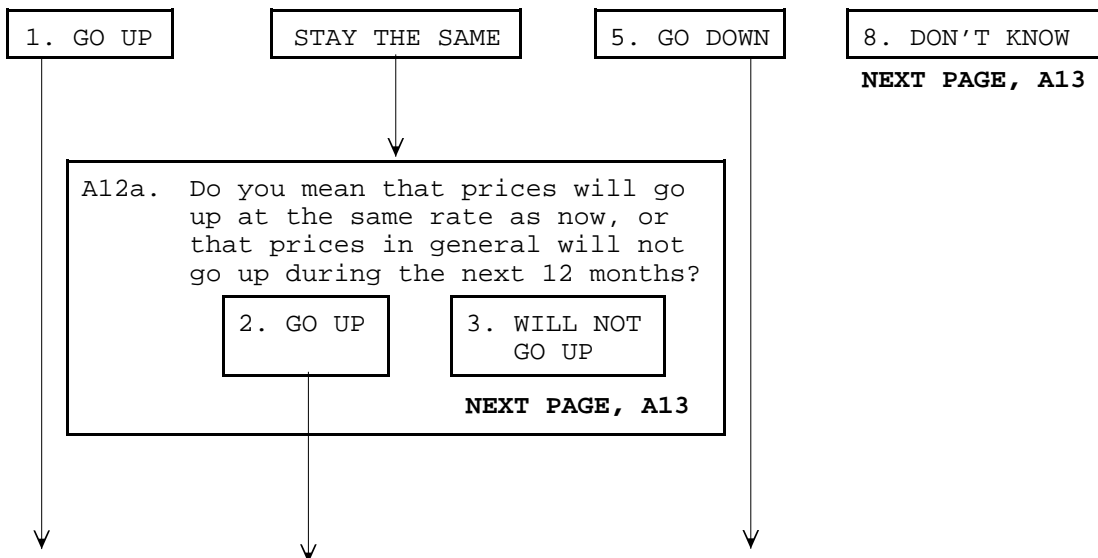 1. GO UP STAY THE SAME 5. GO DOWN 8. DON'T KNOW
NEXT PAGE, A13
A12a. Do you mean that prices will go
up at the same rate as now, or
that prices in general will not
go up during the next 12 months?
2. GO UP 3. WILL NOT
GO UP
NEXT PAGE, A13